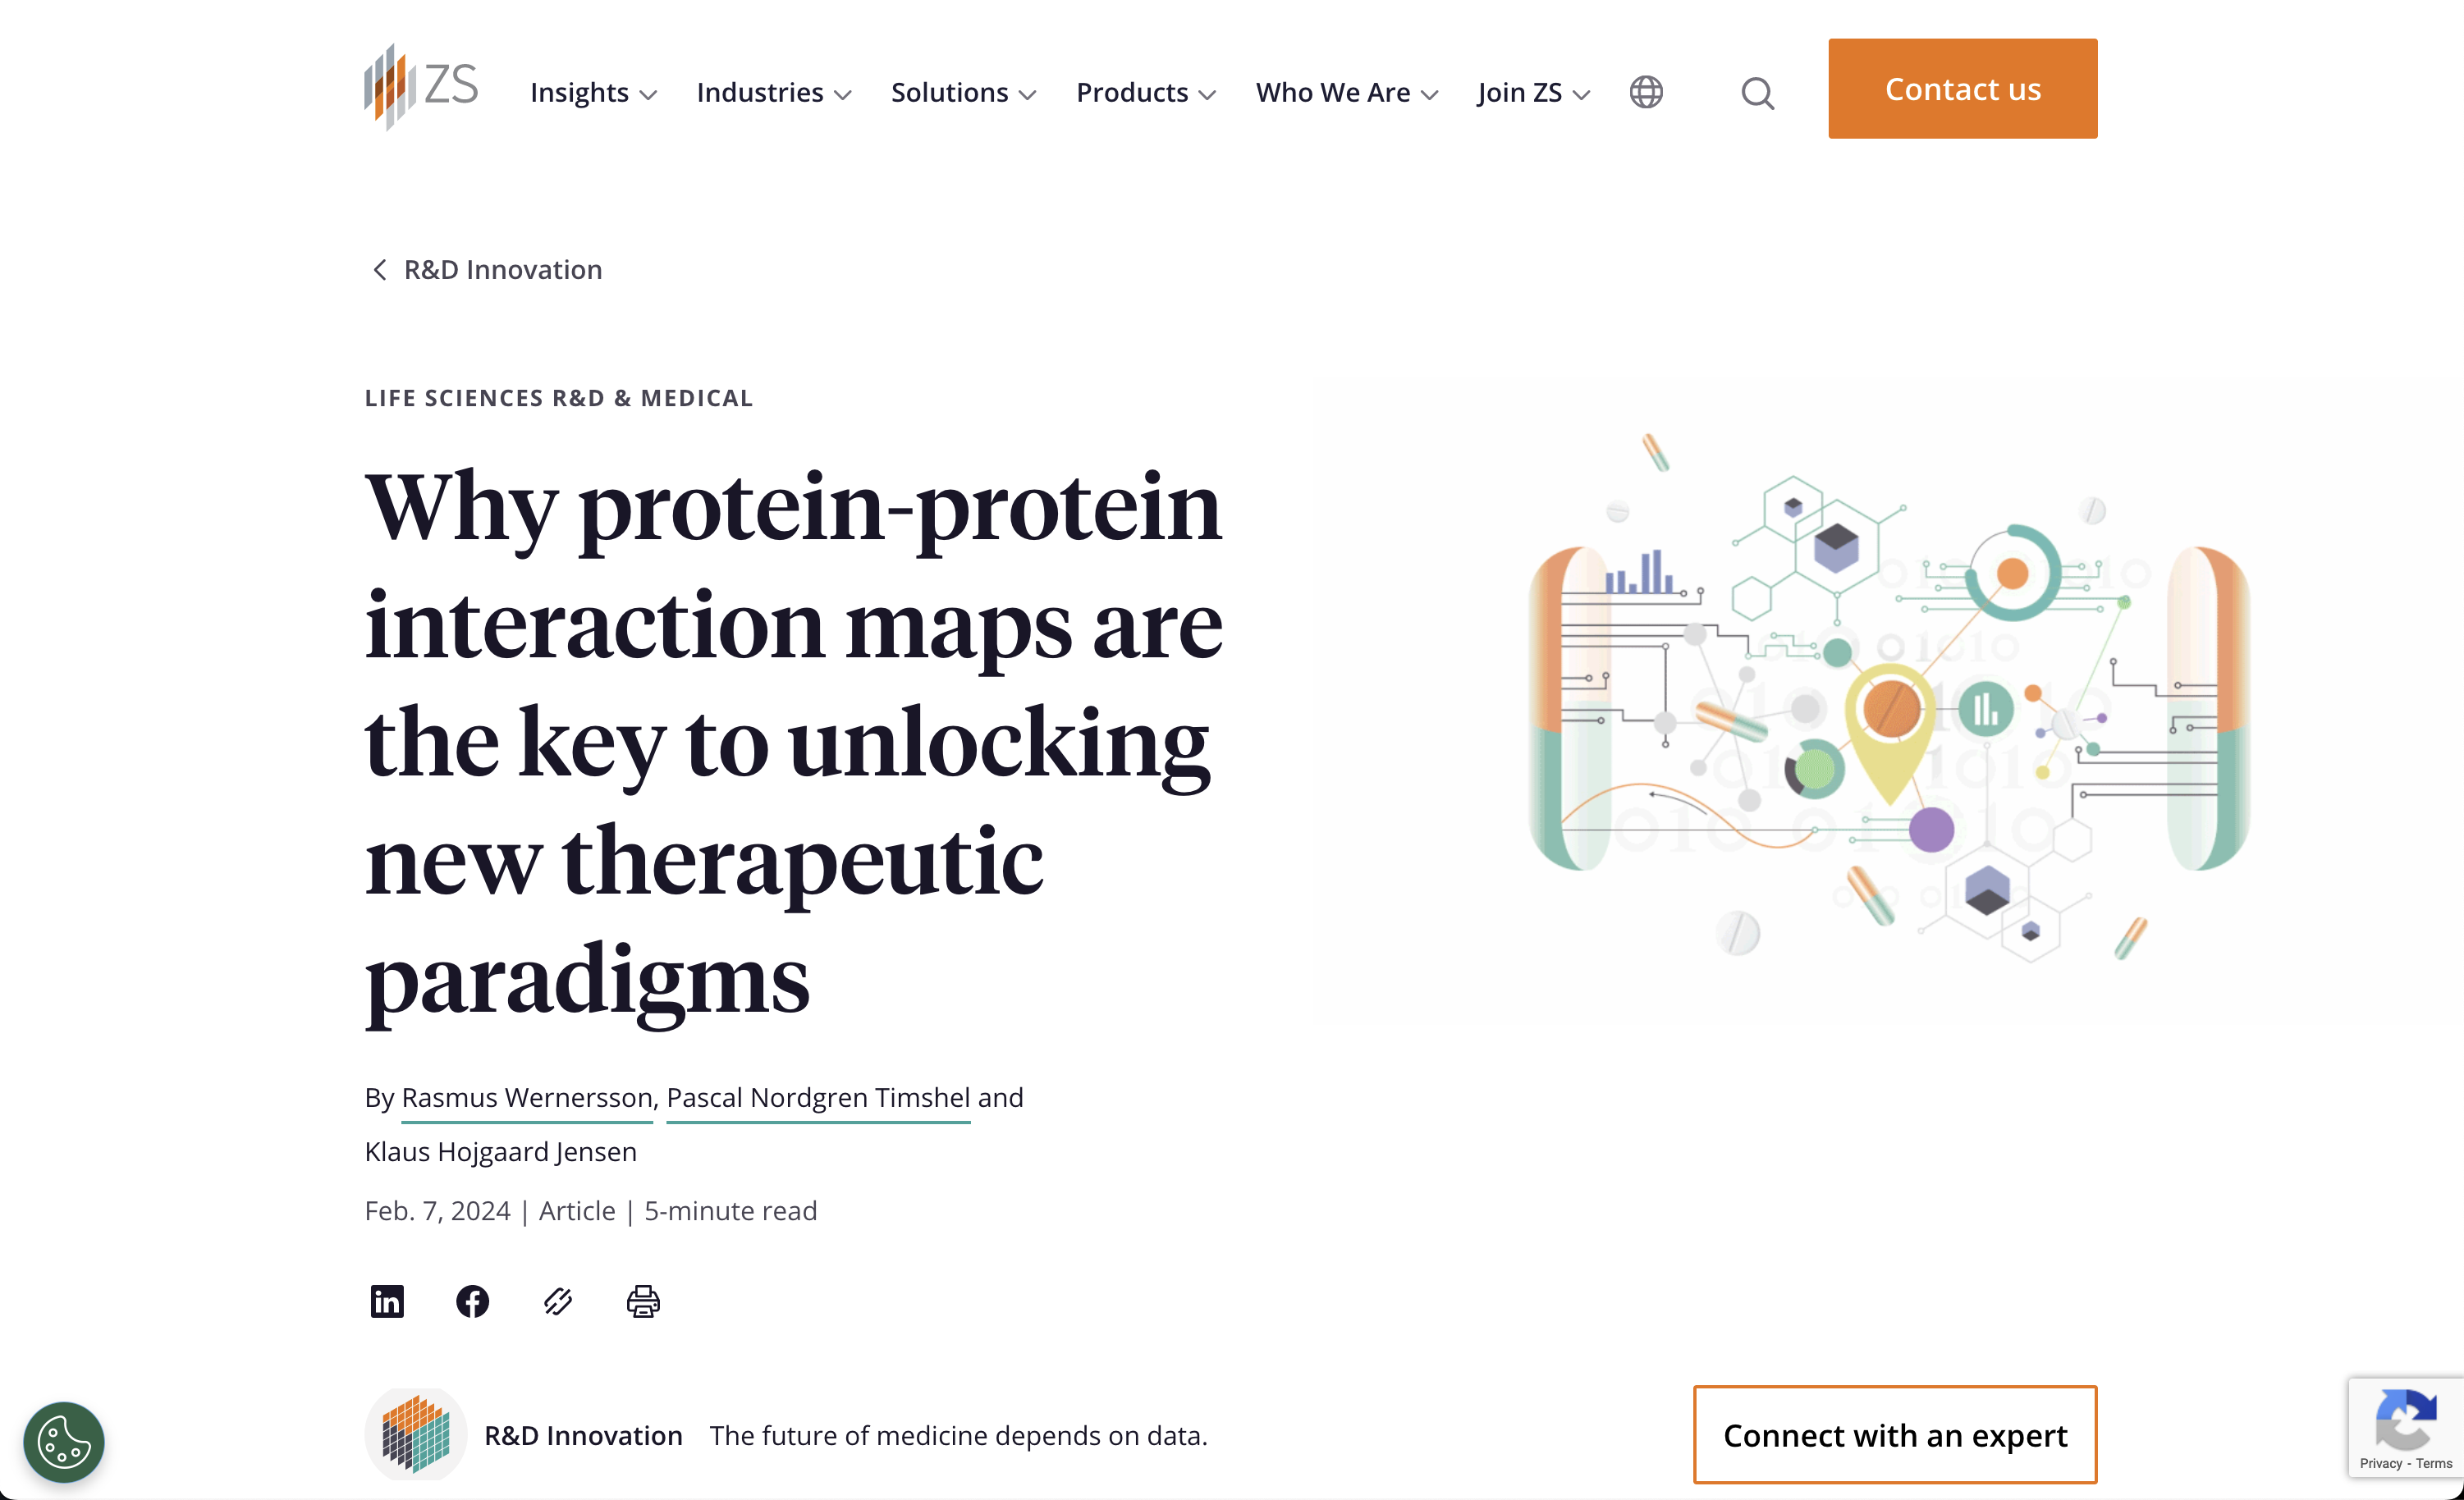 ZS
Insights Industries Solutions Products Who We Are Join ZS Contact us
R&D Innovation
LIFE SCIENCES R&D & MEDICAL
Why protein-protein
interaction maps are
the key to unlocking
new therapeutic
paradigms
By Rasmus Wernersson, Pascal Nordgren Timshel and
Klaus Hojgaard Jensen
Feb. 7, 2024 | Article | 5-minute read
R&D Innovation The future of medicine depends on data.
Connect with an expert
Privacy - Terms